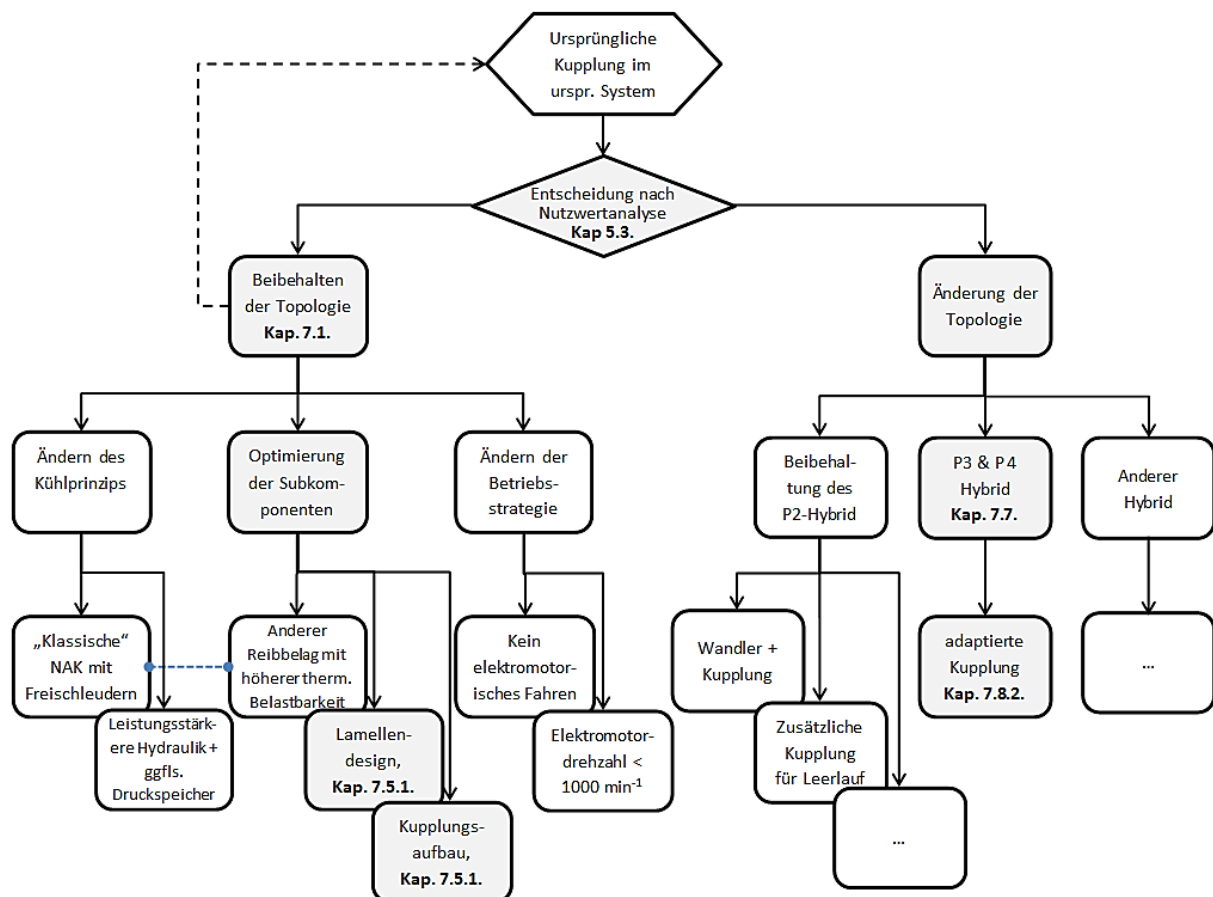 Ursprüngliche
Kupplung im
urspr. System
Entscheidung nach
Nutzwertanalyse
Kap 5.3.
Beibehalten
der Topologie
Kap. 7.1.
Änderung der
Topologie
Ändern des
Kühlprinzips
Optimierung
der Subkom-
ponenten
Ändern der
Betriebs-
strategie
Beibehal-
tung des
P2-Hybrid
P3 & P4
Hybrid
Kap. 7.7.
Anderer
Hybrid
„Klassische“
NAK mit
Freischleudern
Leistungsstärk-
ere Hydraulik +
ggfls.
Druckspeicher
Anderer
Reibbelag mit
höherer therm.
Belastbarkeit
Lamellen-
design,
Kap. 7.5.1.
Kupplungs-
aufbau,
Kap. 7.5.1.
Kein
elektromotor-
isches Fahren
Elektromotor-
drehzahl <
1000 min⁻¹
Wandler +
Kupplung
Zusätzliche
Kupplung
für Leerlauf
...
adaptierte
Kupplung
Kap. 7.8.2.
...